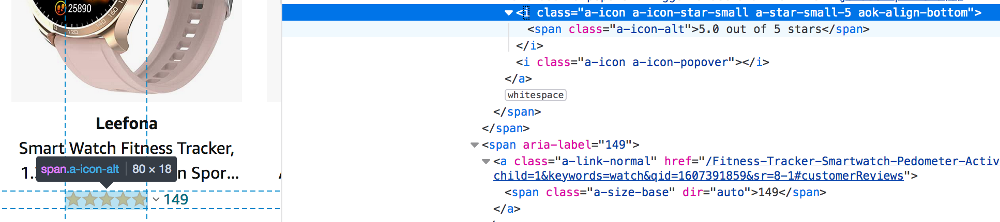 25890
160
140
120
Leefona
Smart Watch Fitness Tracker,
n Spor...
span.a-icon-alt 80 × 18
149
<i class="a-icon a-icon-star-small a-star-small-5 aok-align-bottom">
<span class="a-icon-alt">5.0 out of 5 stars</span>
</i>
<i class="a-icon a-icon-popover"></i>
</a>
whitespace
</span>
</span>
<span aria-label="149">
<a class="a-link-normal" href="/Fitness-Tracker-Smartwatch-Pedometer-Activ
child=1&keywords=watch&qid=1607391859&sr=8-1#customerReviews">
<span class="a-size-base" dir="auto">149</span>
</a>